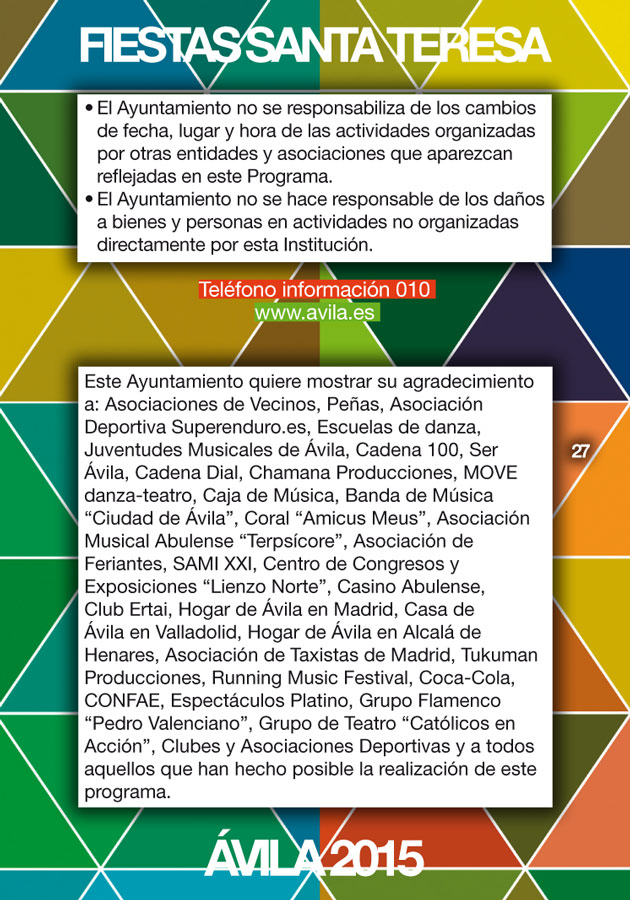 FIESTAS SANTA TERESA
• El Ayuntamiento no se responsabiliza de los cambios
de fecha, lugar y hora de las actividades organizadas
por otras entidades y asociaciones que aparezcan
reflejadas en este Programa.
• El Ayuntamiento no se hace responsable de los daños
a bienes y personas en actividades no organizadas
directamente por esta Institución.
Teléfono información 010
www.avila.es
Este Ayuntamiento quiere mostrar su agradecimiento
a: Asociaciones de Vecinos, Peñas, Asociación
Deportiva Superenduro.es, Escuelas de danza,
Juventudes Musicales de Ávila, Cadena 100, Ser
Ávila, Cadena Dial, Chamana Producciones, MOVE
danza-teatro, Caja de Música, Banda de Música
“Ciudad de Ávila”, Coral “Amicus Meus”, Asociación
Musical Abulense “Terpsícore”, Asociación de
Feriantes, SAMI XXI, Centro de Congresos y
Exposiciones “Lienzo Norte”, Casino Abulense,
Club Ertai, Hogar de Ávila en Madrid, Casa de
Ávila en Valladolid, Hogar de Ávila en Alcalá de
Henares, Asociación de Taxistas de Madrid, Tukuman
Producciones, Running Music Festival, Coca-Cola,
CONFAE, Espectáculos Platino, Grupo Flamenco
“Pedro Valenciano”, Grupo de Teatro “Católicos en
Acción”, Clubes y Asociaciones Deportivas y a todos
aquellos que han hecho posible la realización de este
programa.
27
ÁVILA 2015